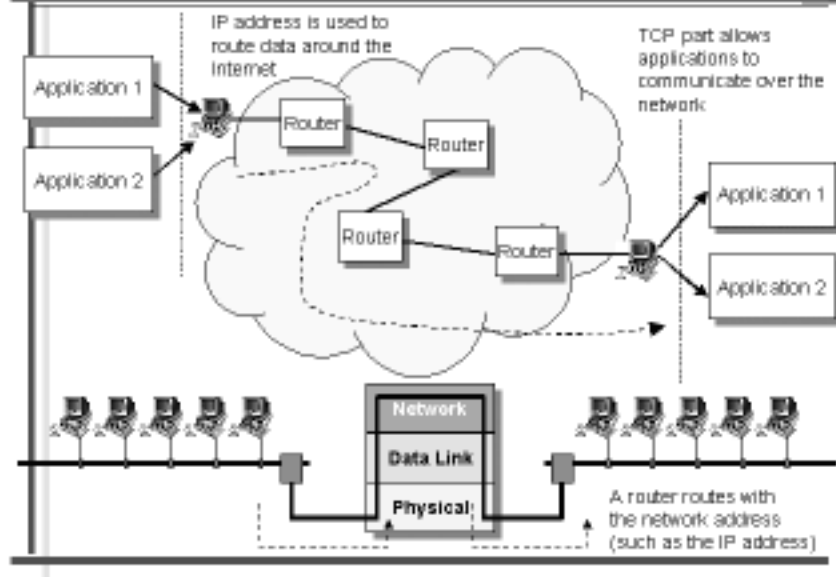 IP address is used to
route data around the
Internet
TCP part allows
applications to
communicate over the
network
Application 1
Application 2
Router
Router
Router
Router
Application 1
Application 2
Network
Data Link
Physical
A router routes with
the network address
(such as the IP address)